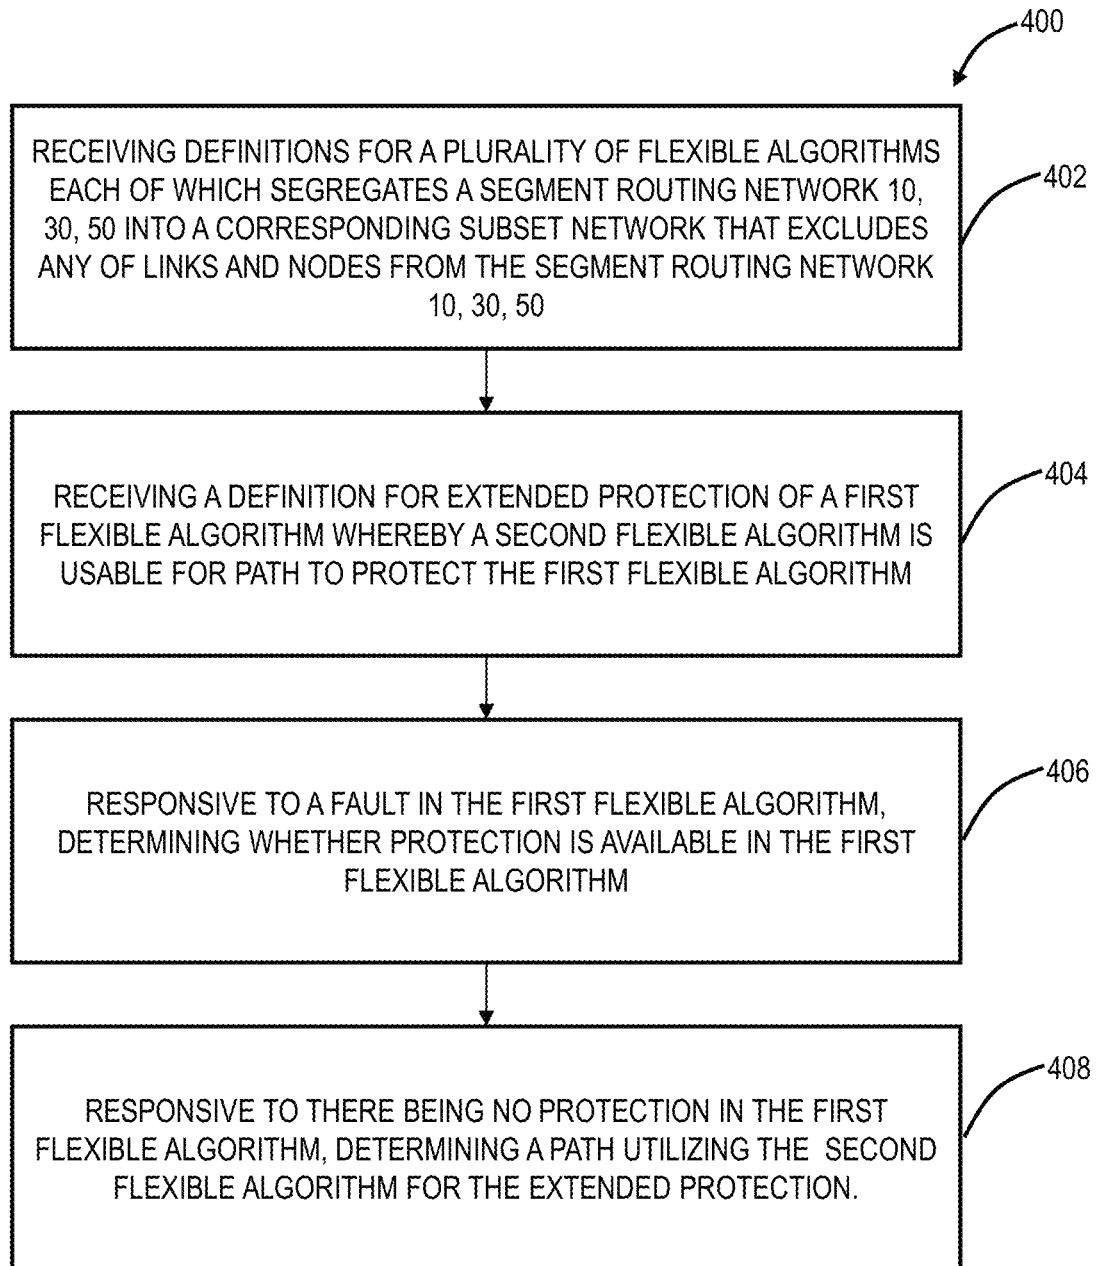 400
RECEIVING DEFINITIONS FOR A PLURALITY OF FLEXIBLE ALGORITHMS
EACH OF WHICH SEGREGATES A SEGMENT ROUTING NETWORK 10,
30, 50 INTO A CORRESPONDING SUBSET NETWORK THAT EXCLUDES
ANY OF LINKS AND NODES FROM THE SEGMENT ROUTING NETWORK
10, 30, 50
402
RECEIVING A DEFINITION FOR EXTENDED PROTECTION OF A FIRST
FLEXIBLE ALGORITHM WHEREBY A SECOND FLEXIBLE ALGORITHM IS
USABLE FOR PATH TO PROTECT THE FIRST FLEXIBLE ALGORITHM
404
RESPONSIVE TO A FAULT IN THE FIRST FLEXIBLE ALGORITHM,
DETERMINING WHETHER PROTECTION IS AVAILABLE IN THE FIRST
FLEXIBLE ALGORITHM
406
RESPONSIVE TO THERE BEING NO PROTECTION IN THE FIRST
FLEXIBLE ALGORITHM, DETERMINING A PATH UTILIZING THE SECOND
FLEXIBLE ALGORITHM FOR THE EXTENDED PROTECTION.
408